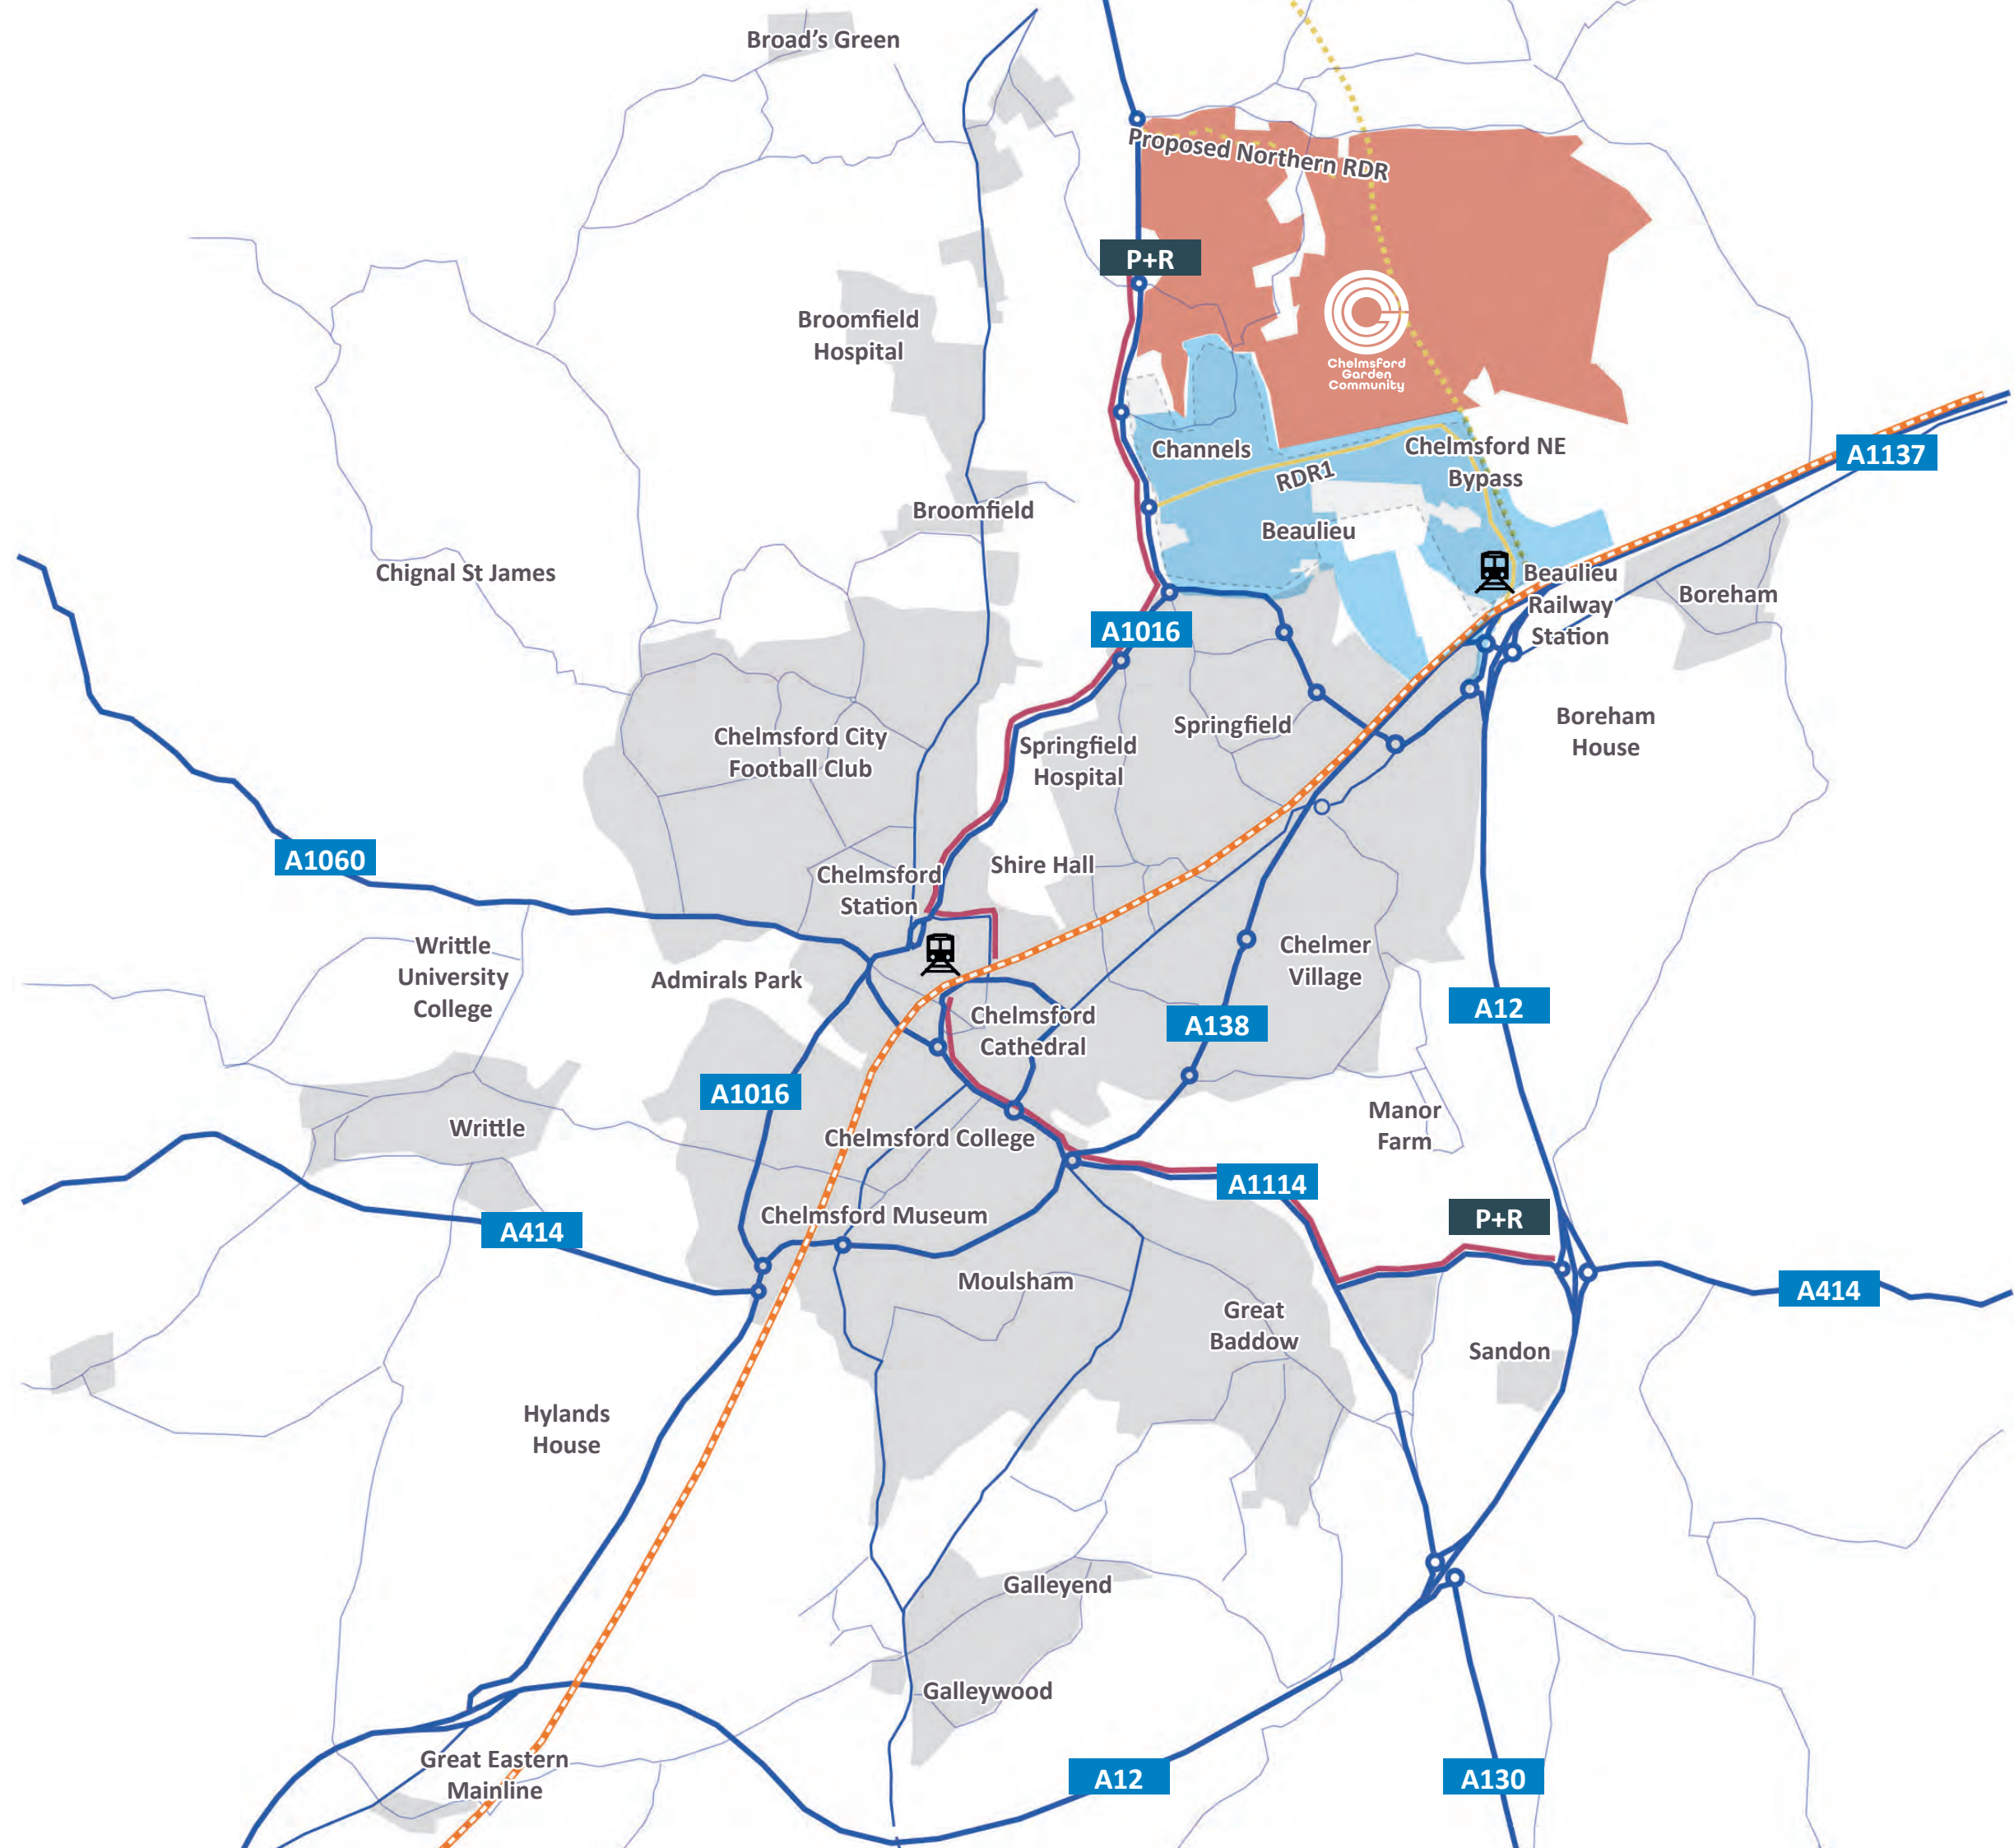 Broad's Green
Proposed Northern RDR
P+R
Broomfield
Hospital
Chelmsford
Garden
Community
Channels
RDR1
Chelmsford NE
Bypass
A1137
Broomfield
Beaulieu
Chignal St James
Beaulieu
Railway
Station
Boreham
A1016
Chelmsford City
Football Club
Springfield
Hospital
Springfield
Boreham
House
A1060
Chelmsford
Station
Shire Hall
Writtle
University
College
Admirals Park
Chelmer
Village
A12
Chelmsford
Cathedral
A138
A1016
Writtle
Chelmsford College
Manor
Farm
A1114
A414
Chelmsford Museum
P+R
Moulsham
Great
Baddow
A414
Sandon
Hylands
House
Galleyend
Galleywood
Great Eastern
Mainline
A12
A130